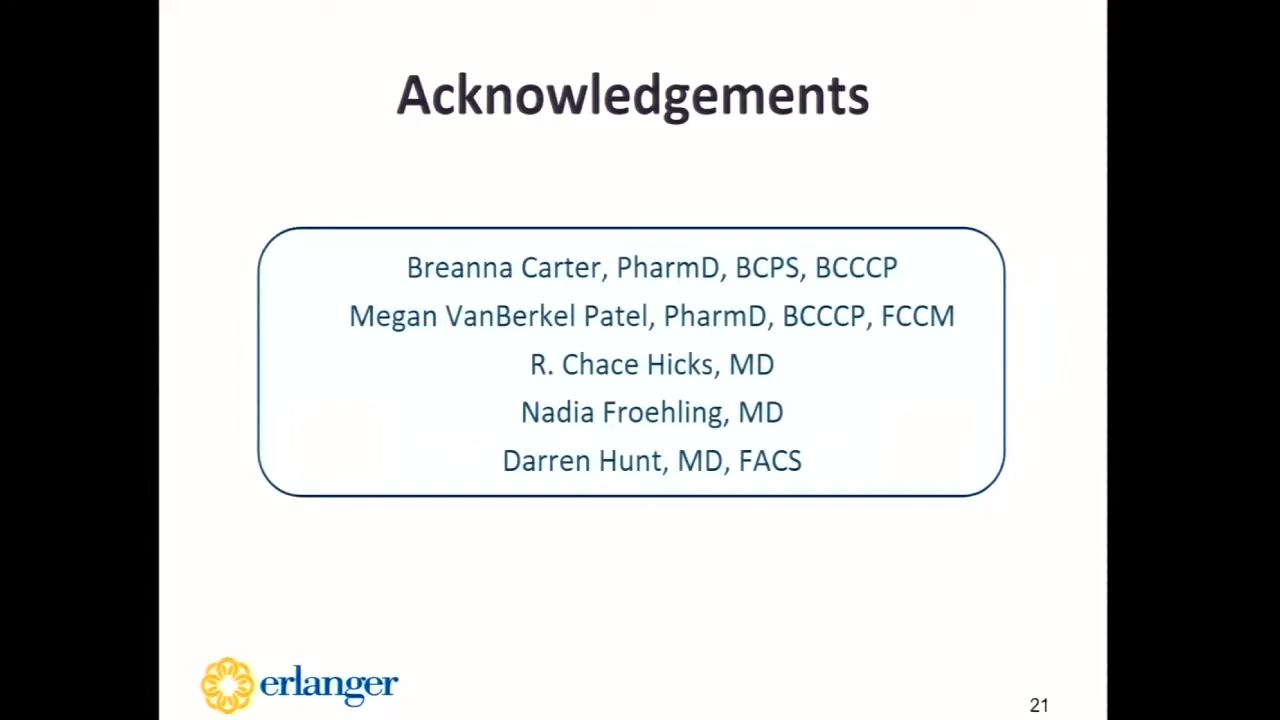 Acknowledgements
Breanna Carter, PharmD, BCPS, BCCCP
Megan VanBerkel Patel, PharmD, BCCCP, FCCM
R. Chace Hicks, MD
Nadia Froehling, MD
Darren Hunt, MD, FACS
erlanger
21